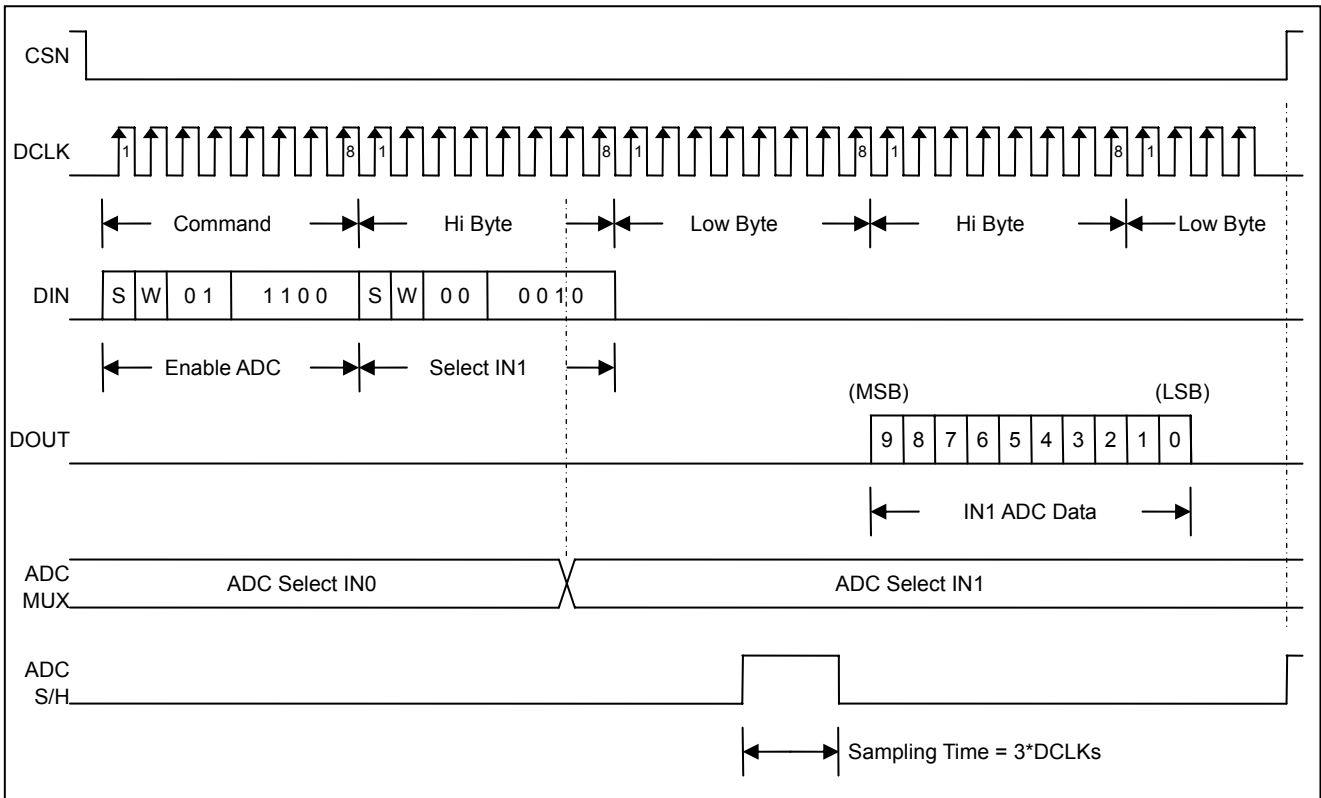 CSN
DCLK
1 8 1 8 1 8 1 8 1
Command Hi Byte Low Byte Hi Byte Low Byte
DIN
S W 0 1 1 1 0 0 S W 0 0 0 0 1 0
Enable ADC Select IN1
(MSB) (LSB)
DOUT
9 8 7 6 5 4 3 2 1 0
IN1 ADC Data
ADC
MUX
ADC Select IN0 ADC Select IN1
ADC
S/H
Sampling Time = 3*DCLKs